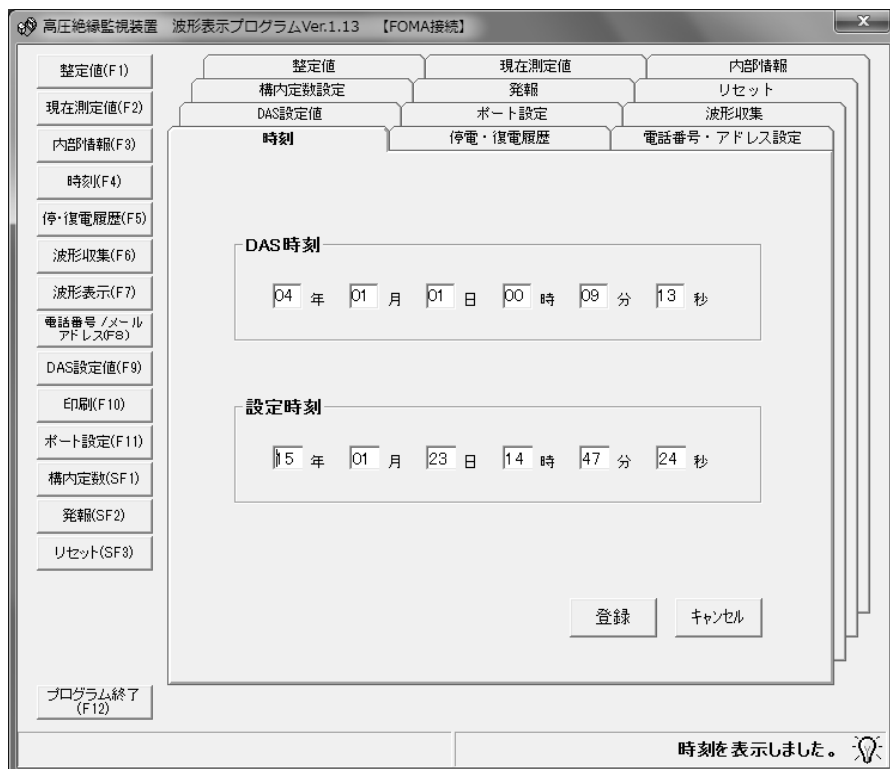 高圧絶縁監視装置 波形表示プログラムVer.1.13 【FOMA接続】
整定値(F1)
現在測定値(F2)
内部情報(F3)
時刻(F4)
停・復電履歴(F5)
波形収集(F6)
波形表示(F7)
電話番号/メール
アドレス(F8)
DAS設定値(F9)
印刷(F10)
ポート設定(F11)
構内定数(SF1)
発報(SF2)
リセット(SF3)
プログラム終了
(F12)
整定値 現在測定値 内部情報
構内定数設定 発報 リセット
DAS設定値 ポート設定 波形収集
時刻 停電・復電履歴 電話番号・アドレス設定
DAS時刻
04 年 01 月 01 日 00 時 09 分 13 秒
設定時刻
15 年 01 月 23 日 14 時 47 分 24 秒
登録 キャンセル
時刻を表示しました。